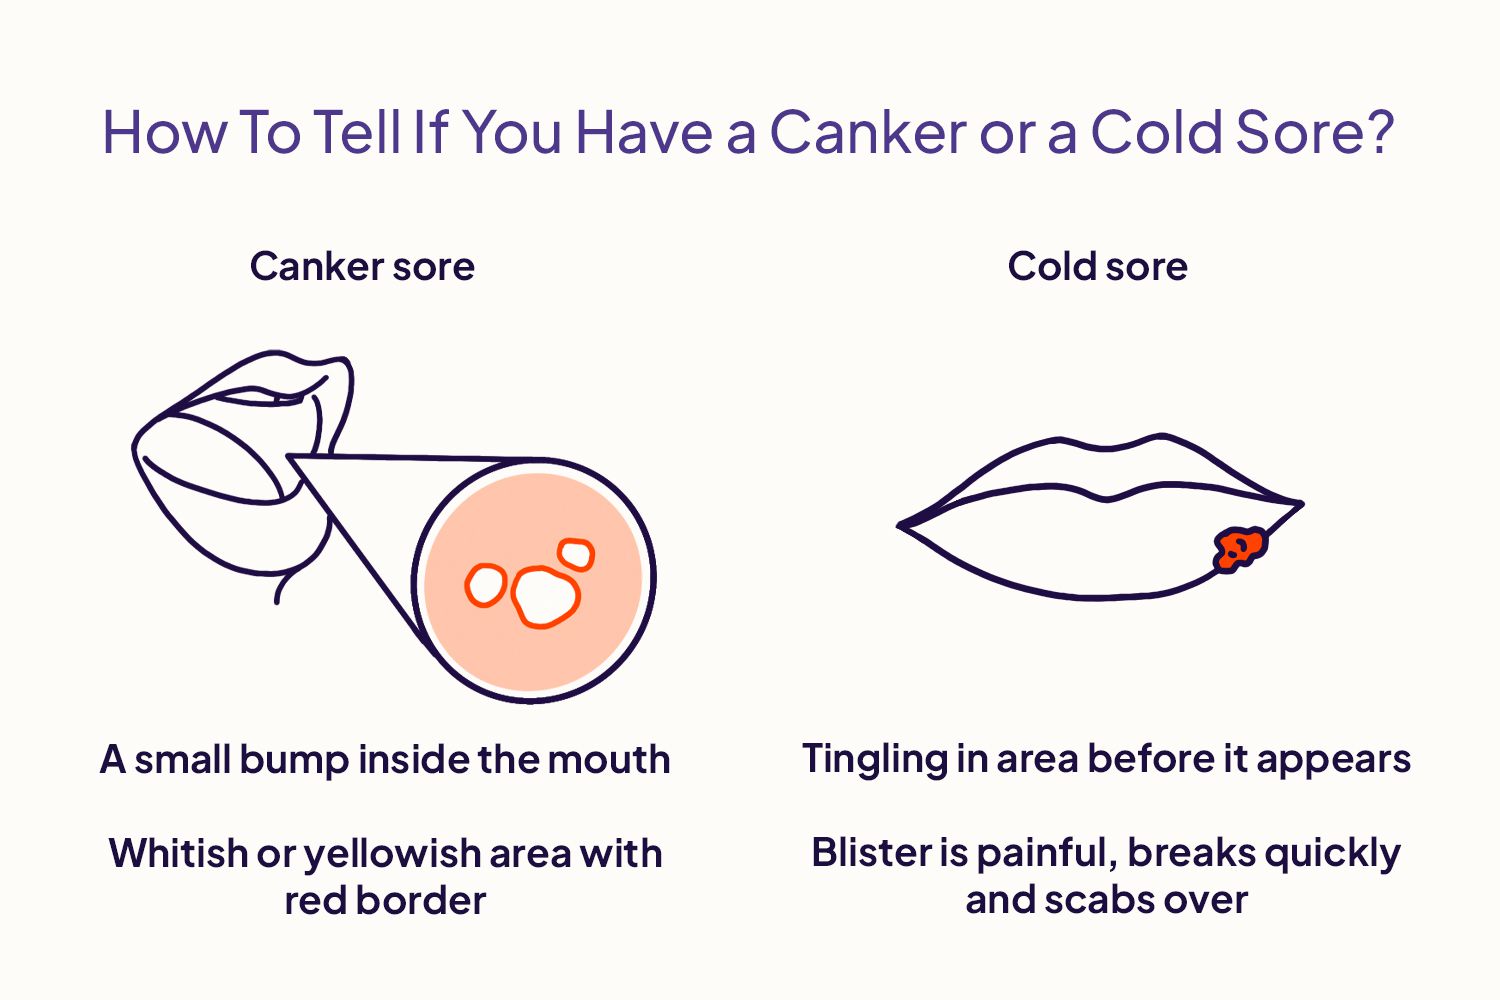 How To Tell If You Have a Canker or a Cold Sore?
Canker sore
Cold sore
A small bump inside the mouth
Whitish or yellowish area with
red border
Tingling in area before it appears
Blister is painful, breaks quickly
and scabs over